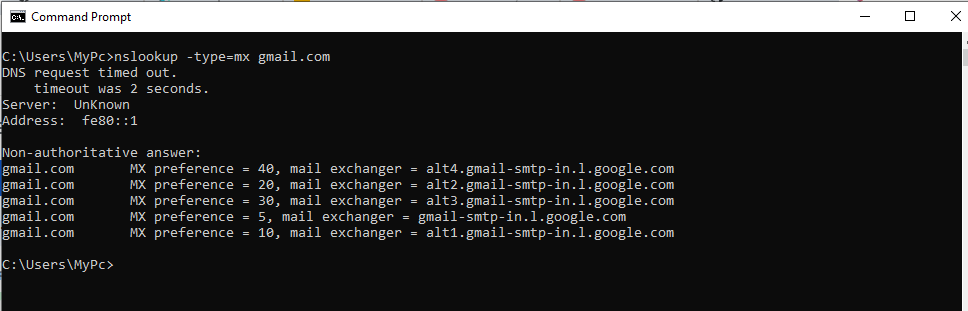 Command Prompt
C:\Users\MyPc>nslookup -type=mx gmail.com
DNS request timed out.
    timeout was 2 seconds.
Server:  UnKnown
Address:  fe80::1
Non-authoritative answer:
gmail.com       MX preference = 40, mail exchanger = alt4.gmail-smtp-in.l.google.com
gmail.com       MX preference = 20, mail exchanger = alt2.gmail-smtp-in.l.google.com
gmail.com       MX preference = 30, mail exchanger = alt3.gmail-smtp-in.l.google.com
gmail.com       MX preference = 5, mail exchanger = gmail-smtp-in.l.google.com
gmail.com       MX preference = 10, mail exchanger = alt1.gmail-smtp-in.l.google.com
C:\Users\MyPc>